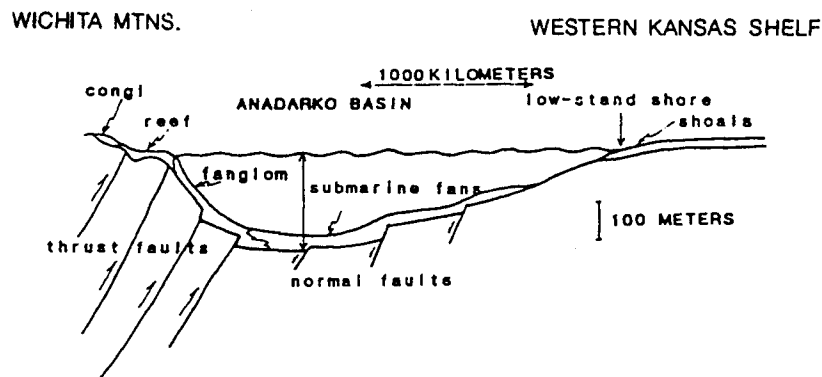 WICHITA MTNS.
WESTERN KANSAS SHELF
1000 KILOMETERS
congl
ANADARKO BASIN
low-stand shore
reef
shoals
fanglom
submarine fans
100 METERS
thrust faults
normal faults